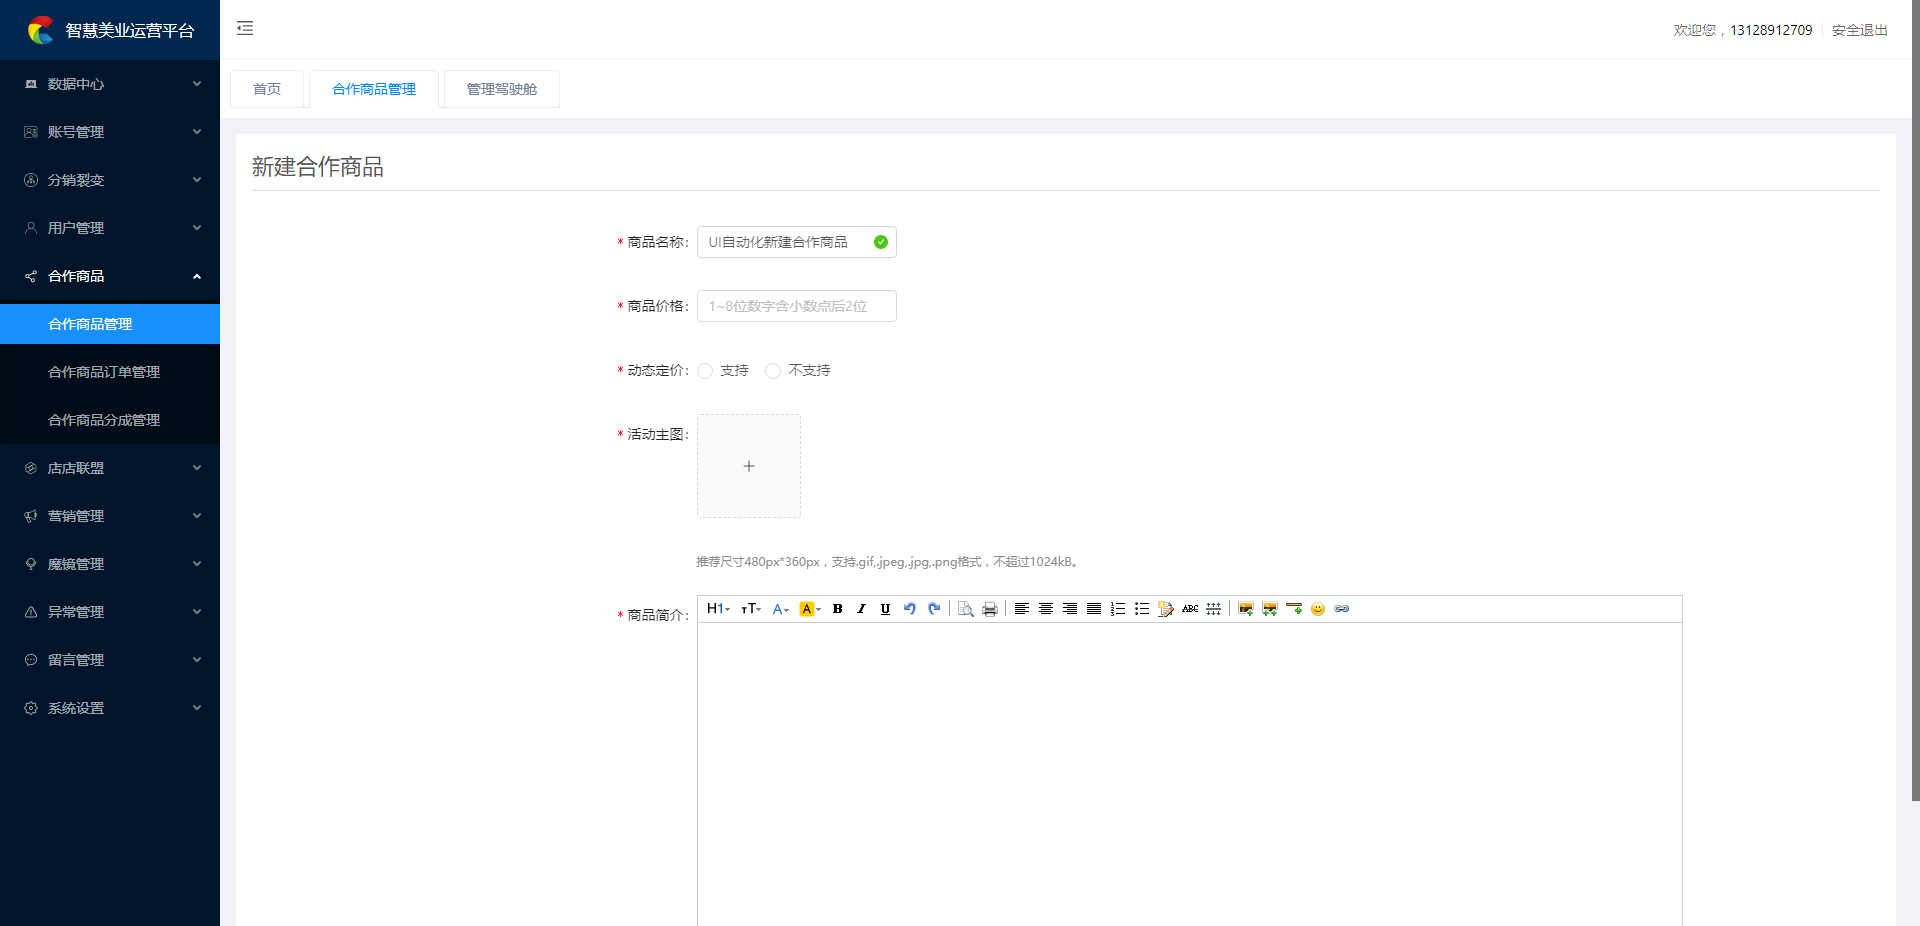 智慧美业运营平台
欢迎您，13128912709
安全退出
数据中心
账号管理
分销裂变
用户管理
合作商品
合作商品管理
合作商品订单管理
合作商品分成管理
店店联盟
营销管理
魔镜管理
异常管理
留言管理
系统设置
首页
合作商品管理
管理驾驶舱
新建合作商品
* 商品名称: UI自动化新建合作商品
* 商品价格: 1~8位数字含小数点后2位
* 动态定价: 支持 不支持
* 活动主图: +
推荐尺寸480px*360px，支持.gif,.jpeg,.jpg,.png格式，不超过1024kB。
* 商品简介: H1 TT A A B I U ABC